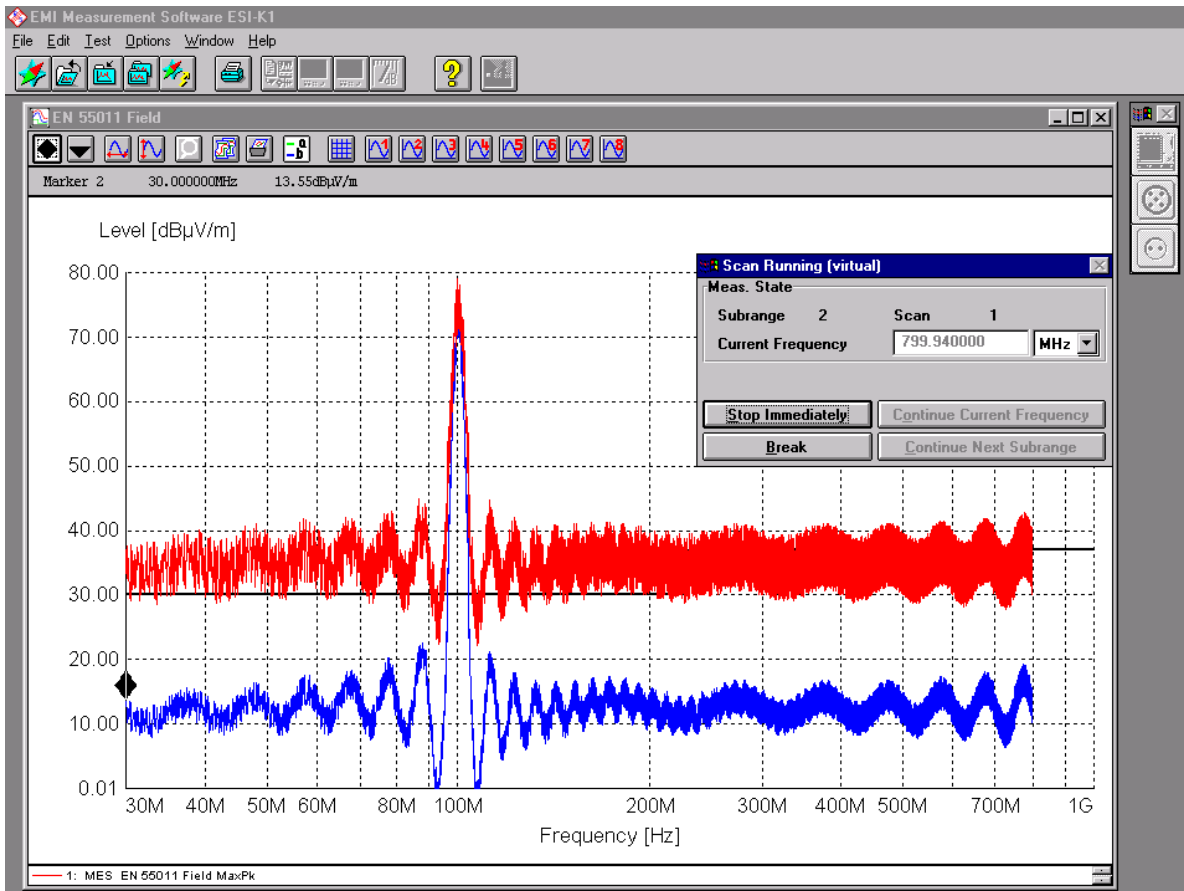 EMI Measurement Software ESI-K1
File Edit Test Options Window Help
EN 55011 Field
Marker 2 30.000000MHz 13.55dBµV/m
Level [dBµV/m]
80.00
70.00
60.00
50.00
40.00
30.00
20.00
10.00
0.01
30M 40M 50M 60M 80M 100M 200M 300M 400M 500M 700M 1G
Frequency [Hz]
Scan Running (virtual)
Meas. State
Subrange 2 Scan 1
Current Frequency 799.940000 MHz
Stop Immediately Continue Current Frequency
Break Continue Next Subrange
1: MES EN 55011 Field MaxPk